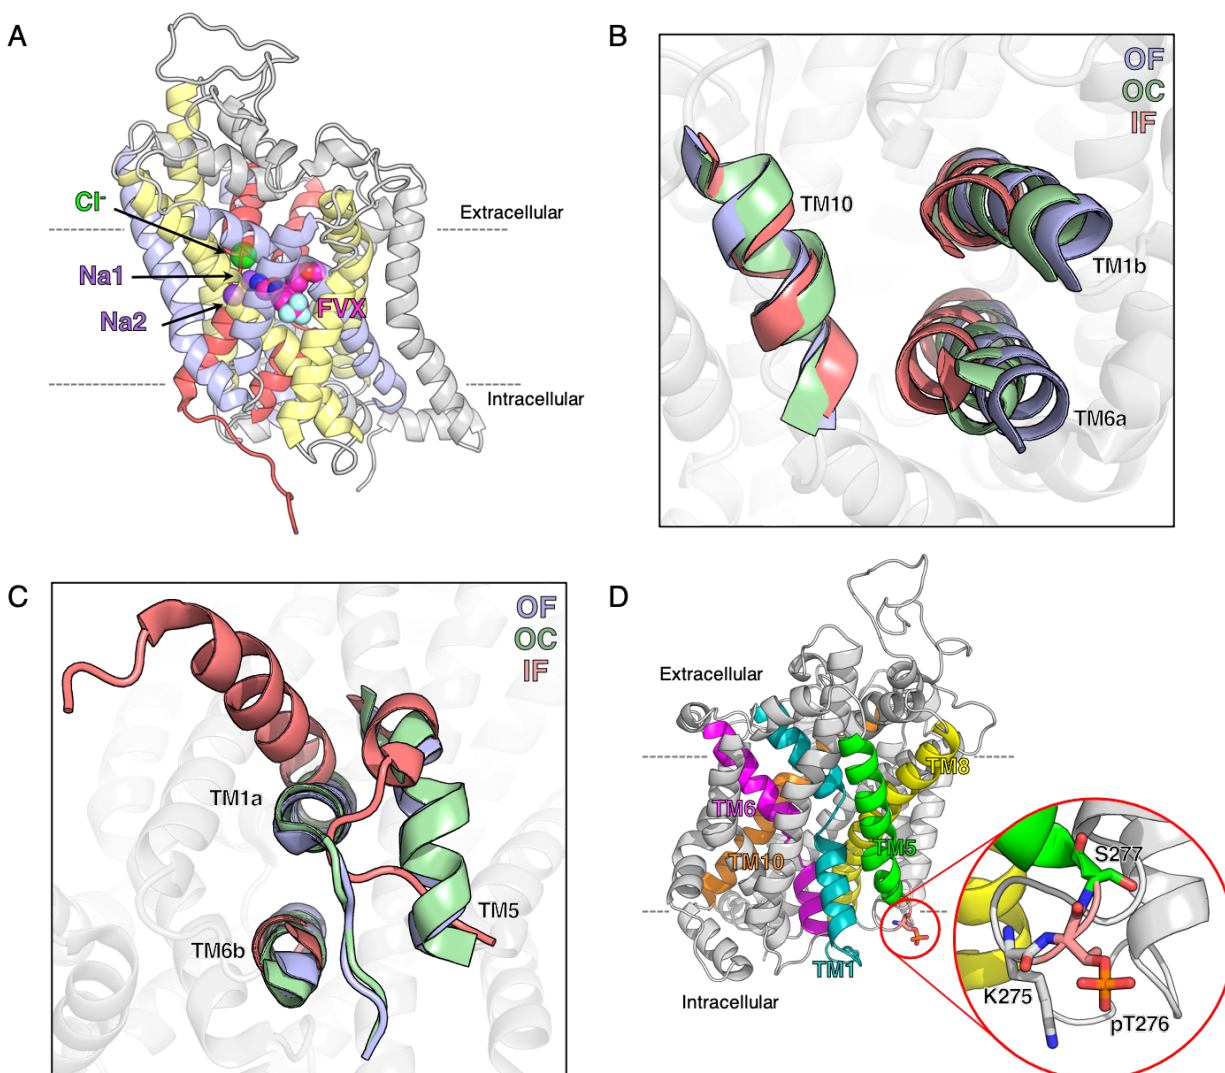 A
Cl-
Na1
Na2
FVX
Extracellular
Intracellular
B
OF
OC
IF
TM10
TM1b
TM6a
C
OF
OC
IF
TM1a
TM5
TM6b
D
Extracellular
TM8
TM6
TM5
TM10
TM1
Intracellular
S277
K275
pT276